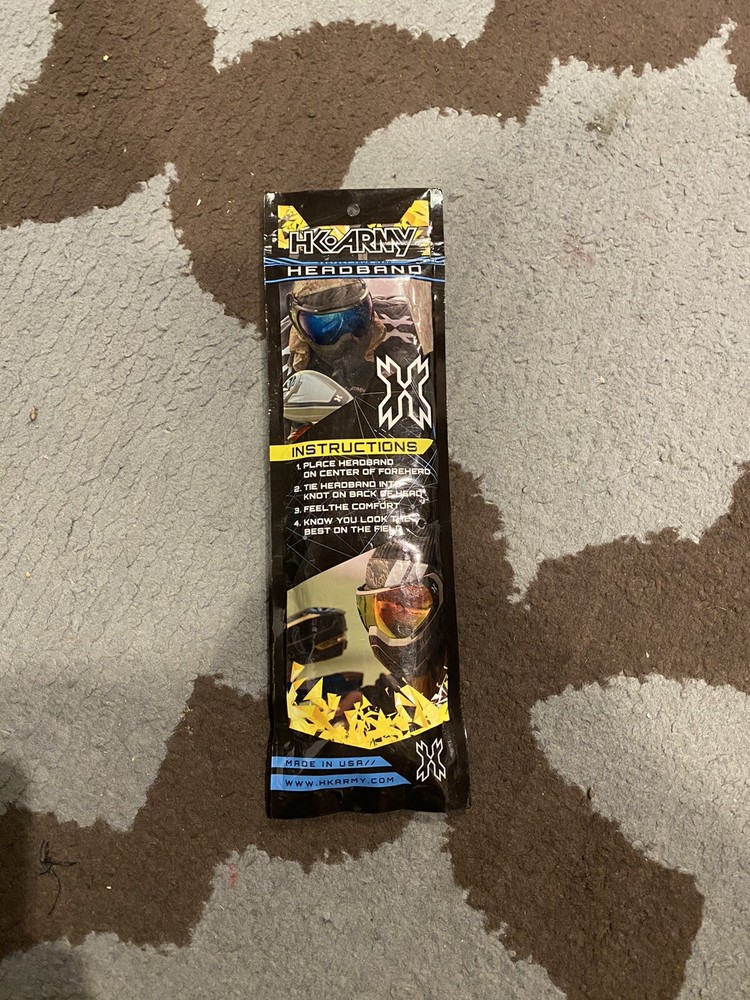 HK ARMY
HEADBAND
INSTRUCTIONS
1. PLACE HEADBAND
ON CENTER OF FOREHEAD
2. TIE HEADBAND INTO
KNOT ON BACK OF HEAD
3. FEEL THE COMFORT
4. KNOW YOU LOOK THE
BEST ON THE FIELD
MADE IN USA//
WWW.HKARMY.COM